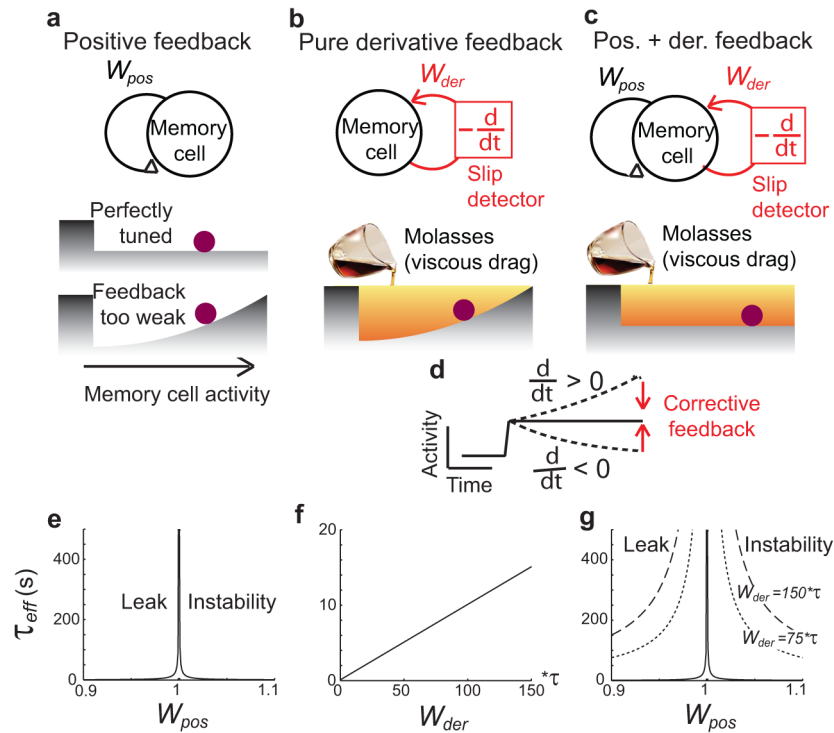 a
Positive feedback
W_pos
Memory
cell
Perfectly
tuned
Feedback
too weak
Memory cell activity
b
Pure derivative feedback
W_der
Memory
cell
- d/dt
Slip
detector
Molasses
(viscous drag)
c
Pos. + der. feedback
W_pos
W_der
Memory
cell
- d/dt
Slip
detector
Molasses
(viscous drag)
d
d/dt > 0
Corrective
feedback
d/dt < 0
Activity
Time
e
400
200
0
τ_eff (s)
Leak
Instability
0.9
1
1.1
W_pos
f
20
10
0
0
50
100
150
*τ
W_der
g
400
200
0
Leak
Instability
W_der =150*τ
W_der =75*τ
0.9
1
1.1
W_pos